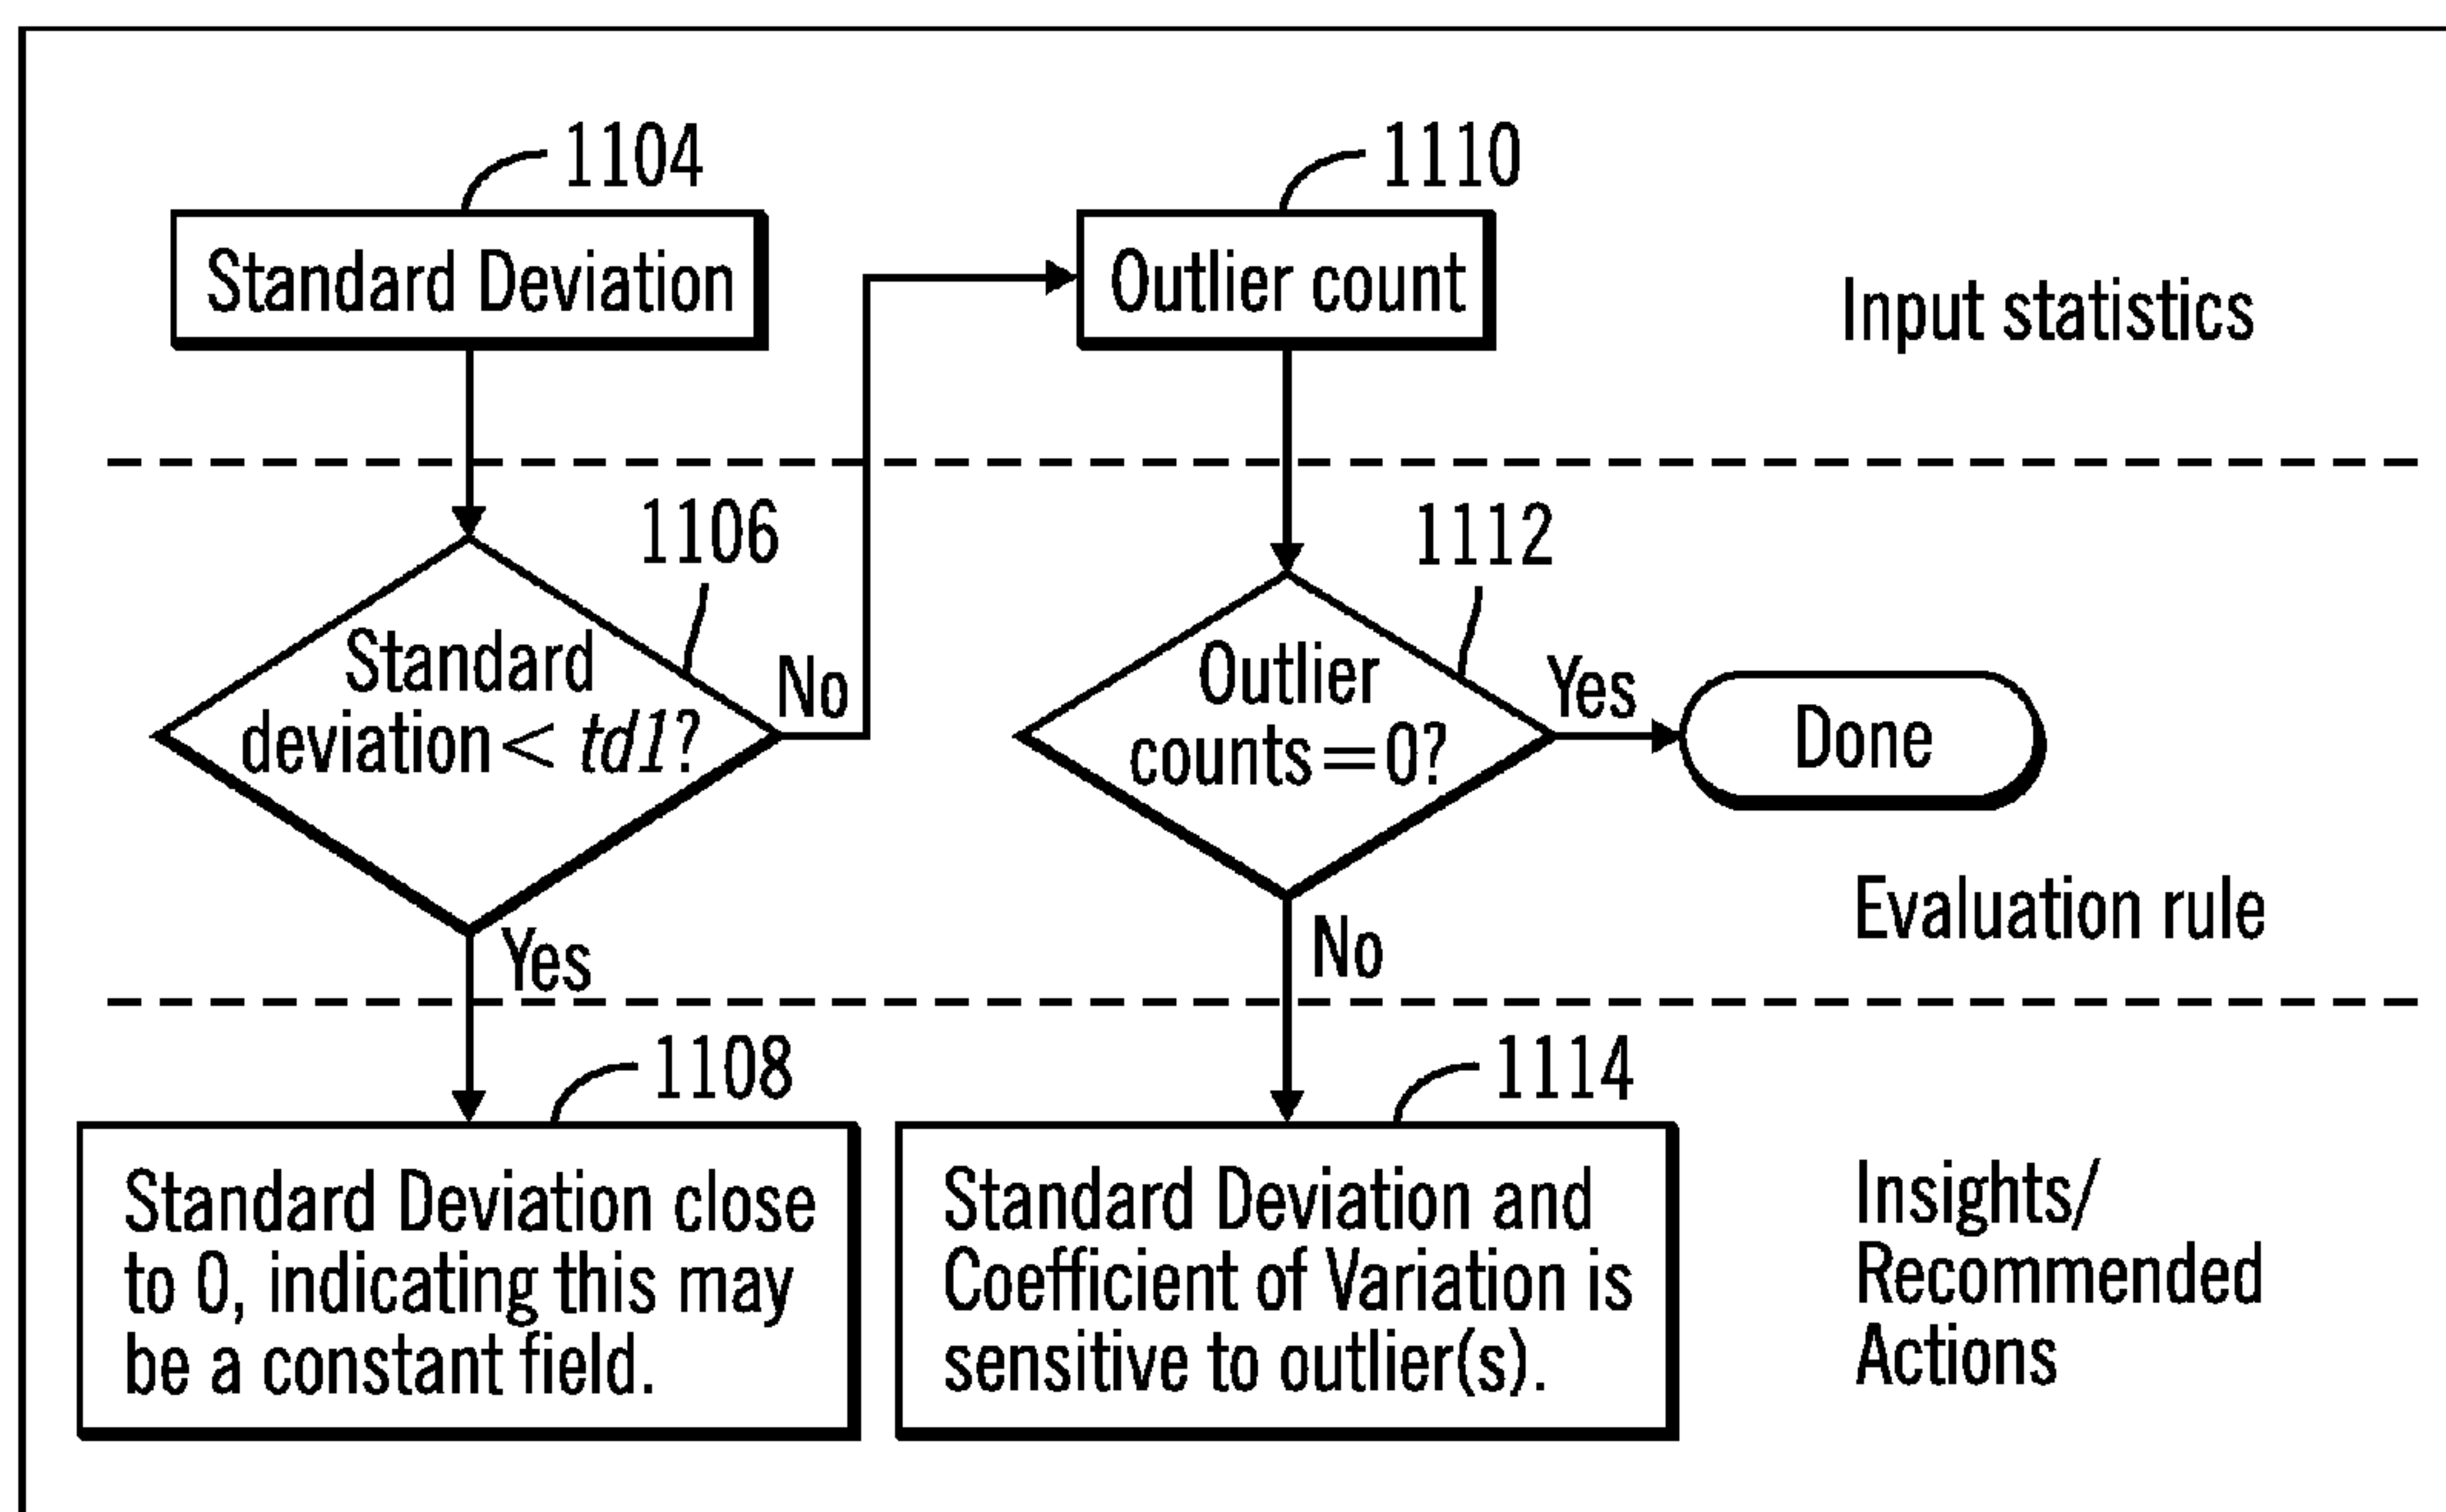 1104
Standard Deviation
1110
Outlier count
Input statistics
1106
Standard
deviation < td1?
No
Yes
1112
Outlier
counts=0?
Yes
No
Done
Evaluation rule
1108
Standard Deviation close
to 0, indicating this may
be a constant field.
1114
Standard Deviation and
Coefficient of Variation is
sensitive to outlier(s).
Insights/
Recommended
Actions